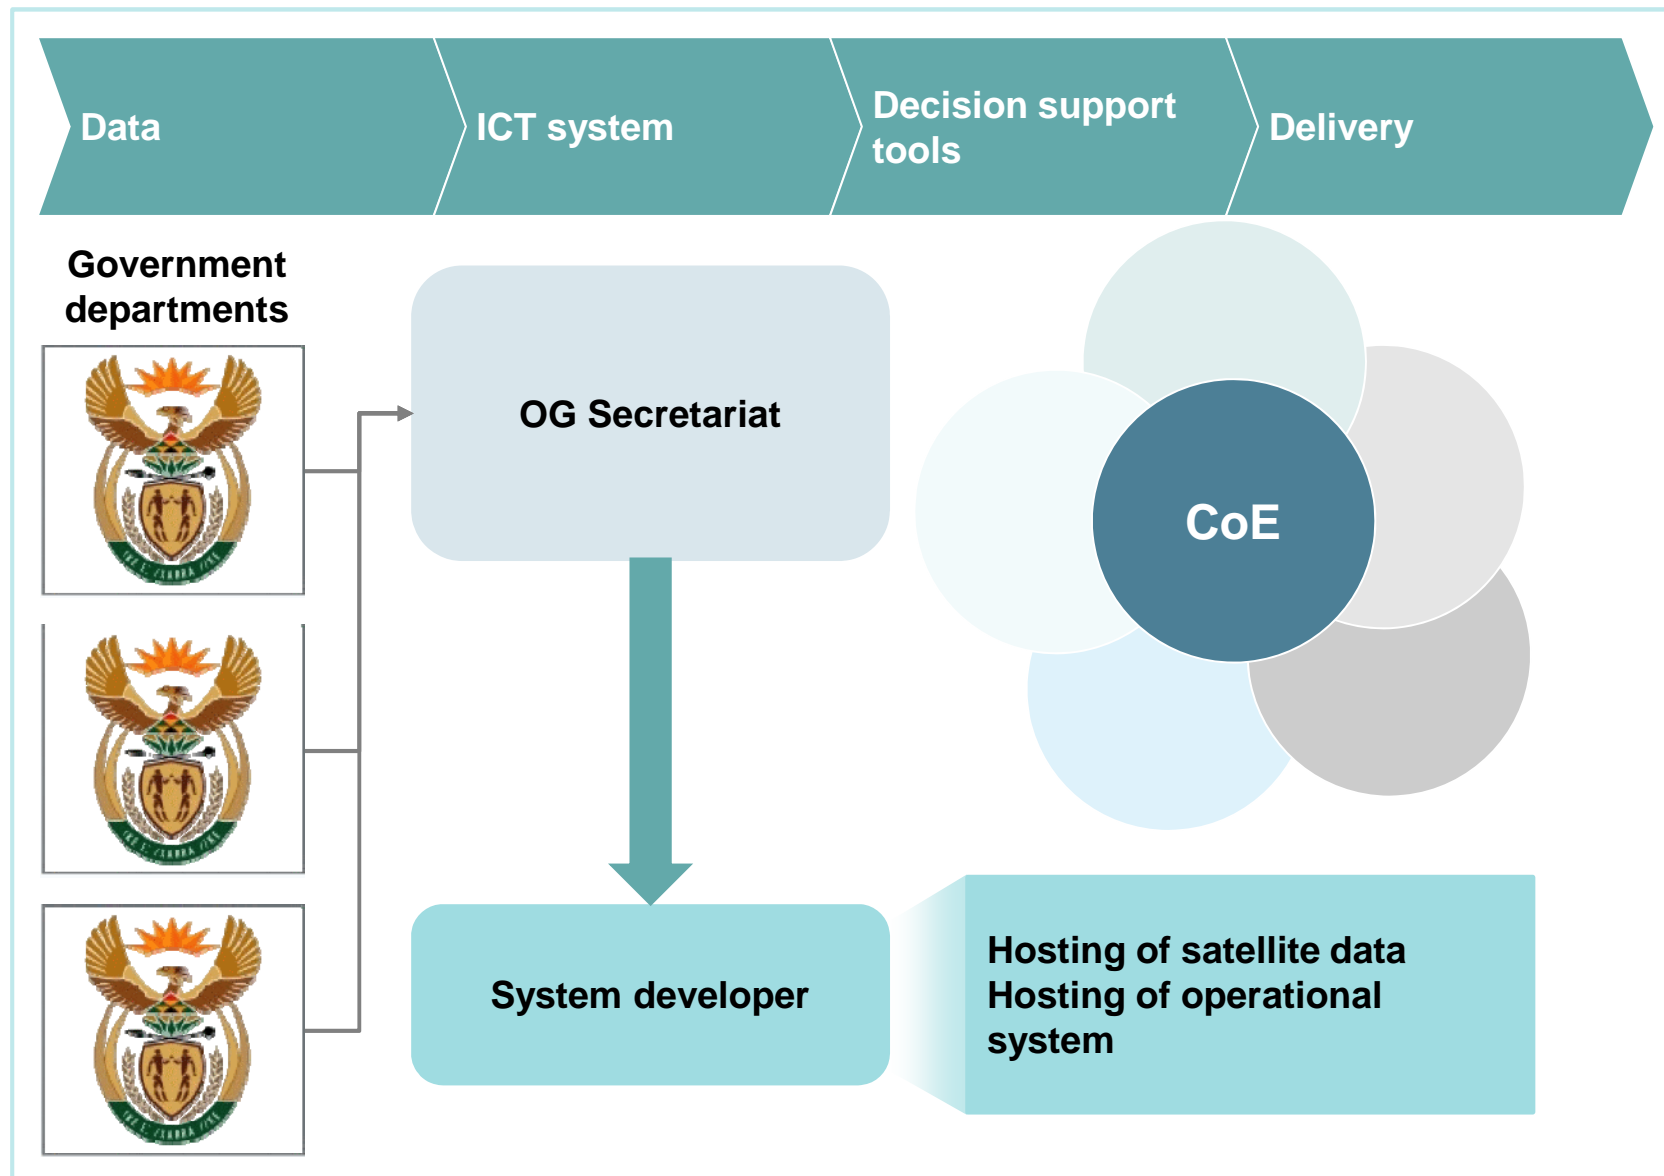 Data
ICT system
Decision support
tools
Delivery
Government
departments
OG Secretariat
CoE
System developer
Hosting of satellite data
Hosting of operational
system